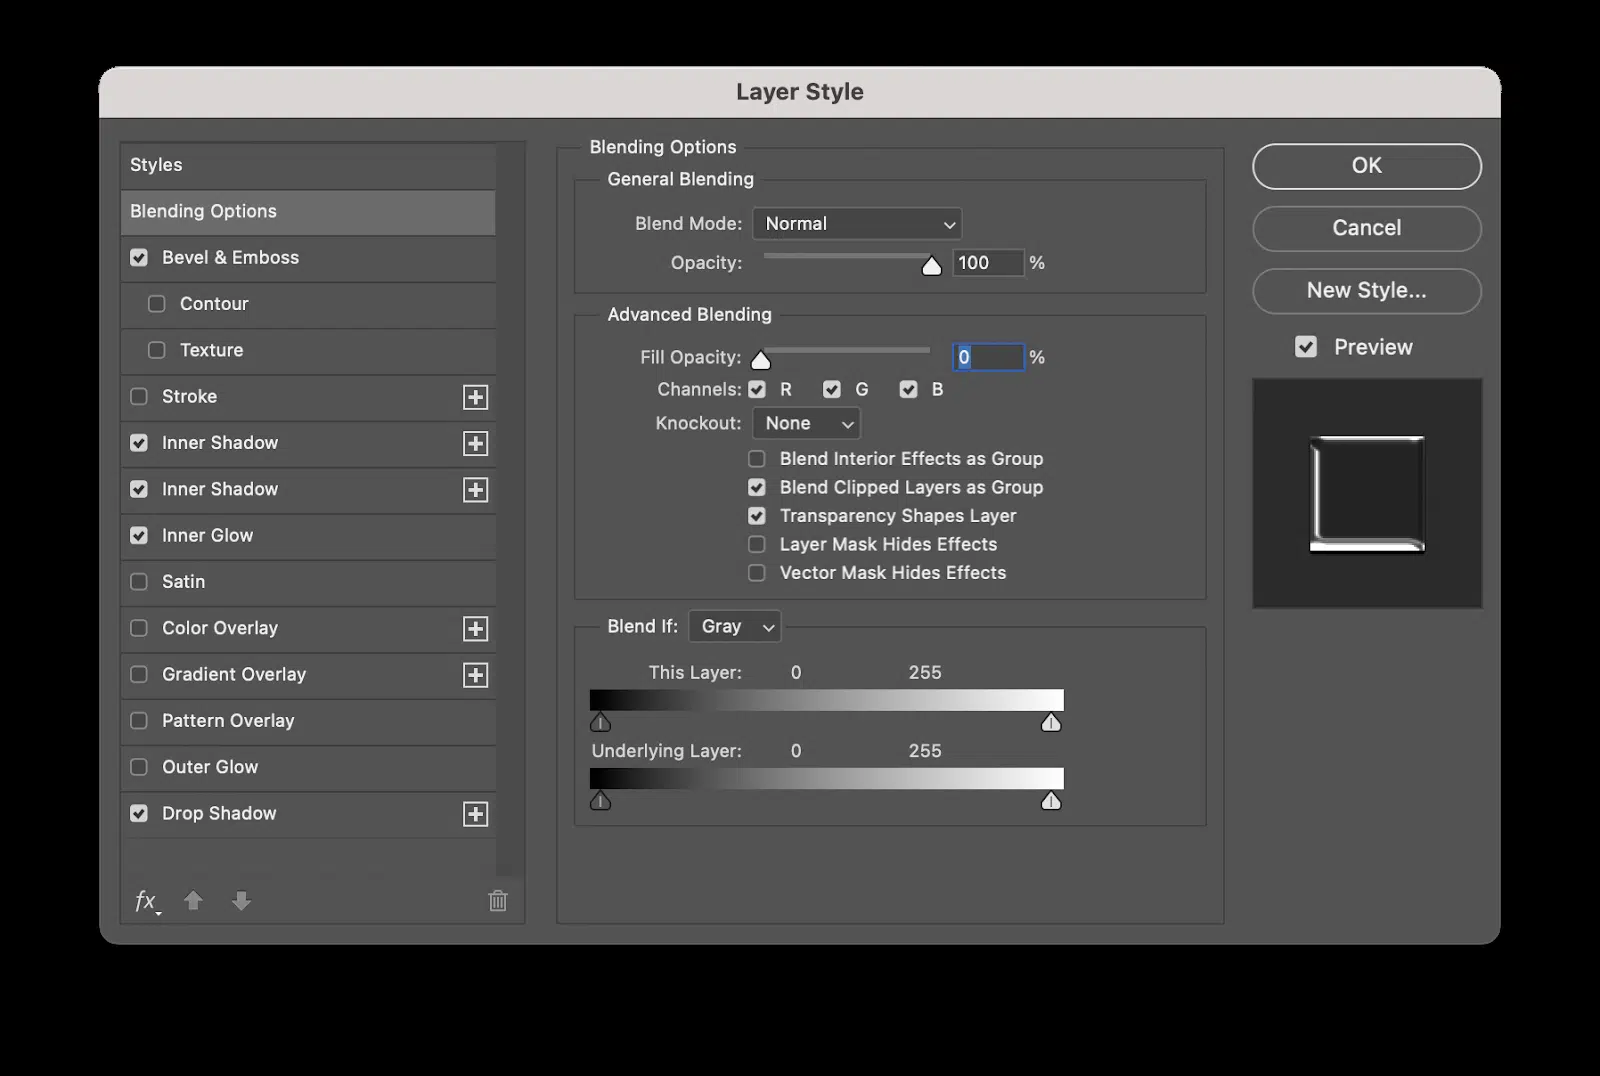 Layer Style
Styles
Blending Options
Bevel & Emboss
Contour
Texture
Stroke
Inner Shadow
Inner Shadow
Inner Glow
Satin
Color Overlay
Gradient Overlay
Pattern Overlay
Outer Glow
Drop Shadow
fx
Blending Options
General Blending
Blend Mode: Normal
Opacity: 100 %
Advanced Blending
Fill Opacity: 0 %
Channels: R G B
Knockout: None
Blend Interior Effects as Group
Blend Clipped Layers as Group
Transparency Shapes Layer
Layer Mask Hides Effects
Vector Mask Hides Effects
Blend If: Gray
This Layer: 0 255
Underlying Layer: 0 255
OK
Cancel
New Style...
Preview